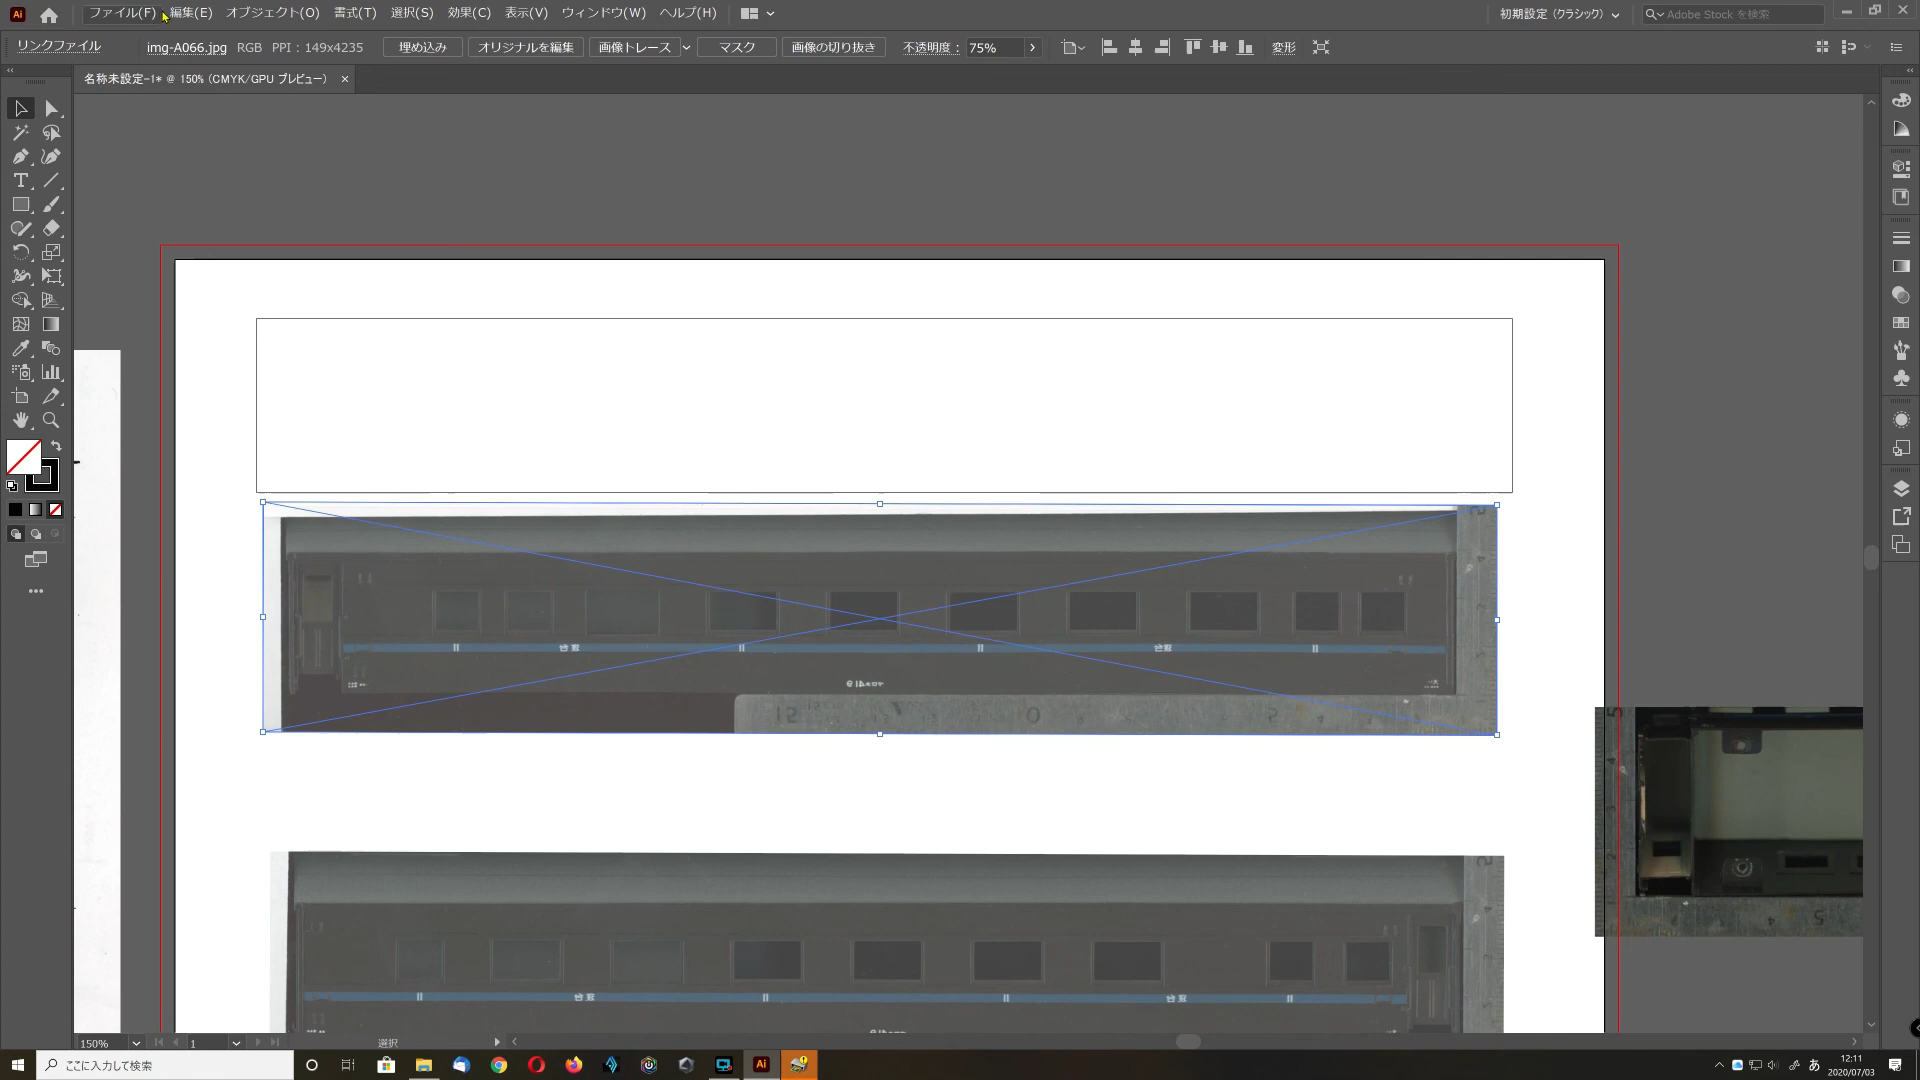 Ai ファイル(F) 編集(E) オブジェクト(O) 書式(T) 選択(S) 効果(C) 表示(V) ウィンドウ(W) ヘルプ(H) 初期設定 (クラシック) Adobe Stock を検索
リンクファイル img-A066.jpg RGB PPI : 149x4235 埋め込み オリジナルを編集 画像トレース マスク 画像の切り抜き 不透明度 : 75% 変形
名称未設定-1* @ 150% (CMYK/GPU プレビュー) ×
150% 1 選択
ここに入力して検索 Ai あ 12:11
2020/07/03